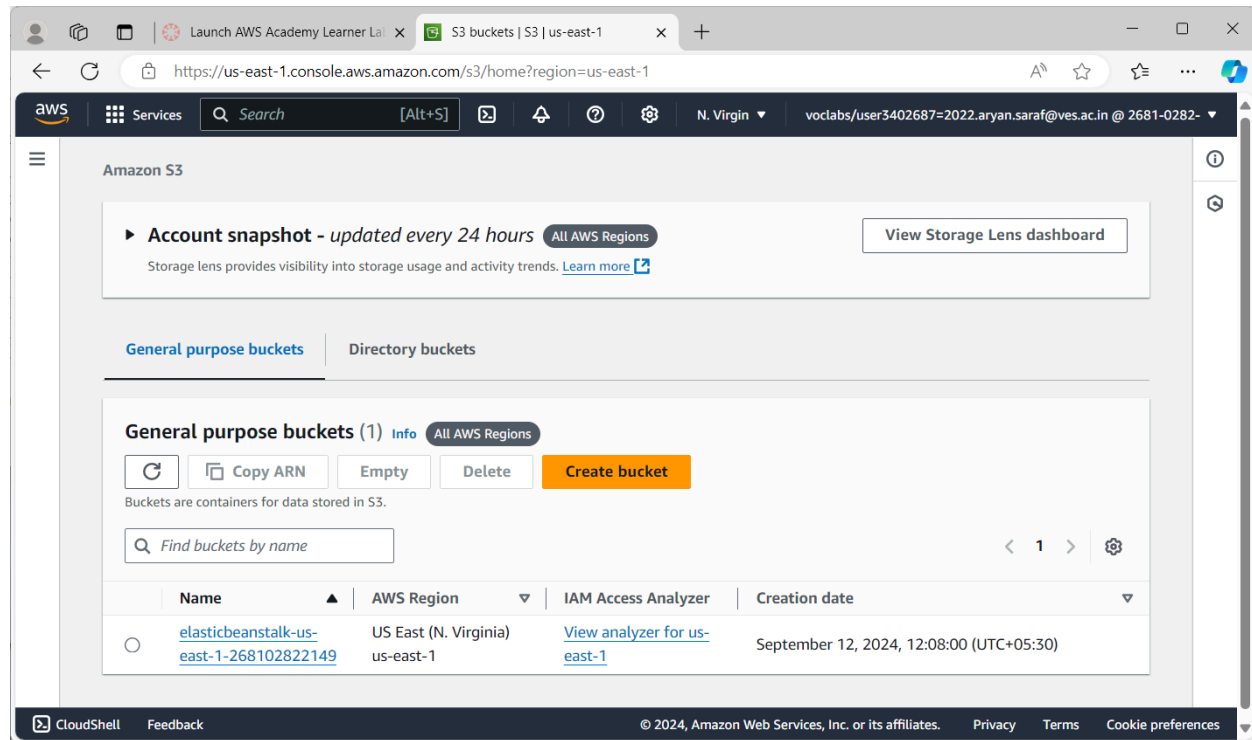 Launch AWS Academy Learner La
S3 buckets | S3 | us-east-1
https://us-east-1.console.aws.amazon.com/s3/home?region=us-east-1
aws Services Search [Alt+S] N. Virgin voclabs/user3402687=2022.aryan.saraf@ves.ac.in @ 2681-0282-
Amazon S3
Account snapshot - updated every 24 hours All AWS Regions
View Storage Lens dashboard
Storage lens provides visibility into storage usage and activity trends. Learn more
General purpose buckets Directory buckets
General purpose buckets (1) Info All AWS Regions
Copy ARN Empty Delete Create bucket
Buckets are containers for data stored in S3.
Find buckets by name
1
Name AWS Region IAM Access Analyzer Creation date
elasticbeanstalk-us-
east-1-268102822149
US East (N. Virginia)
us-east-1
View analyzer for us-
east-1
September 12, 2024, 12:08:00 (UTC+05:30)
CloudShell Feedback © 2024, Amazon Web Services, Inc. or its affiliates. Privacy Terms Cookie preferences